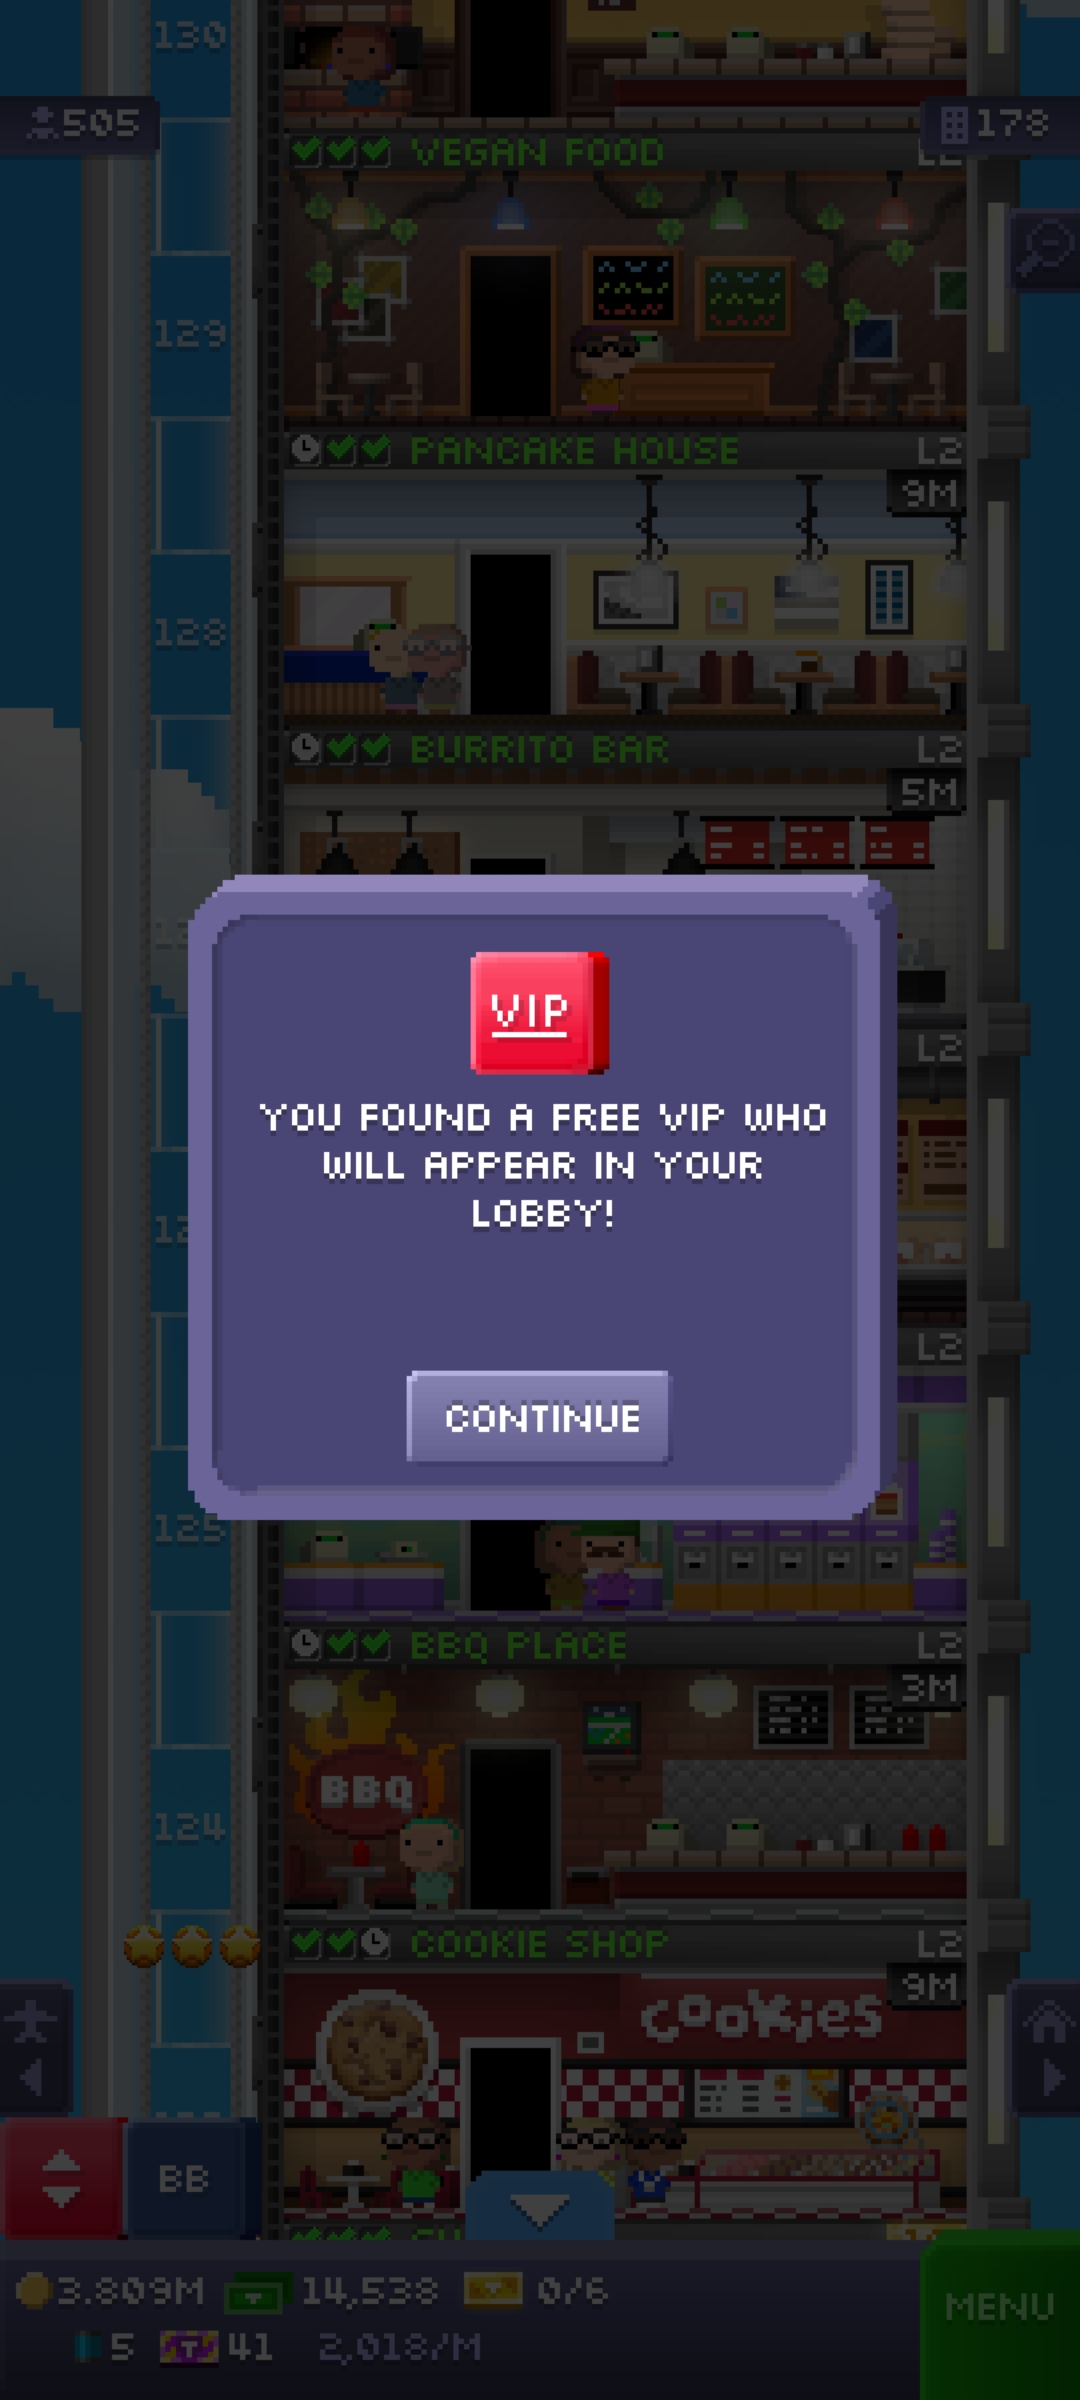 130
505
178
VEGAN FOOD
129
PANCAKE HOUSE L2
9M
128
BURRITO BAR L2
5M
VIP
L2
YOU FOUND A FREE VIP WHO
WILL APPEAR IN YOUR
LOBBY!
L2
CONTINUE
125
BBQ PLACE L2
3M
BBQ
124
COOKIE SHOP L2
9M
cookies
BB
3.809M 14,538 0/6
MENU
5 T 41 2,018/M